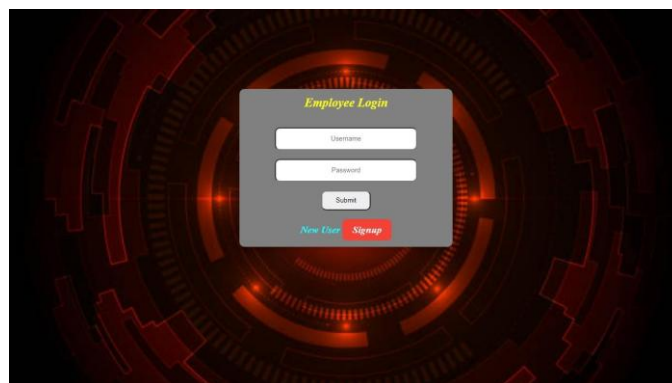 Employee Login
Username
Password
Submit
New User Signup